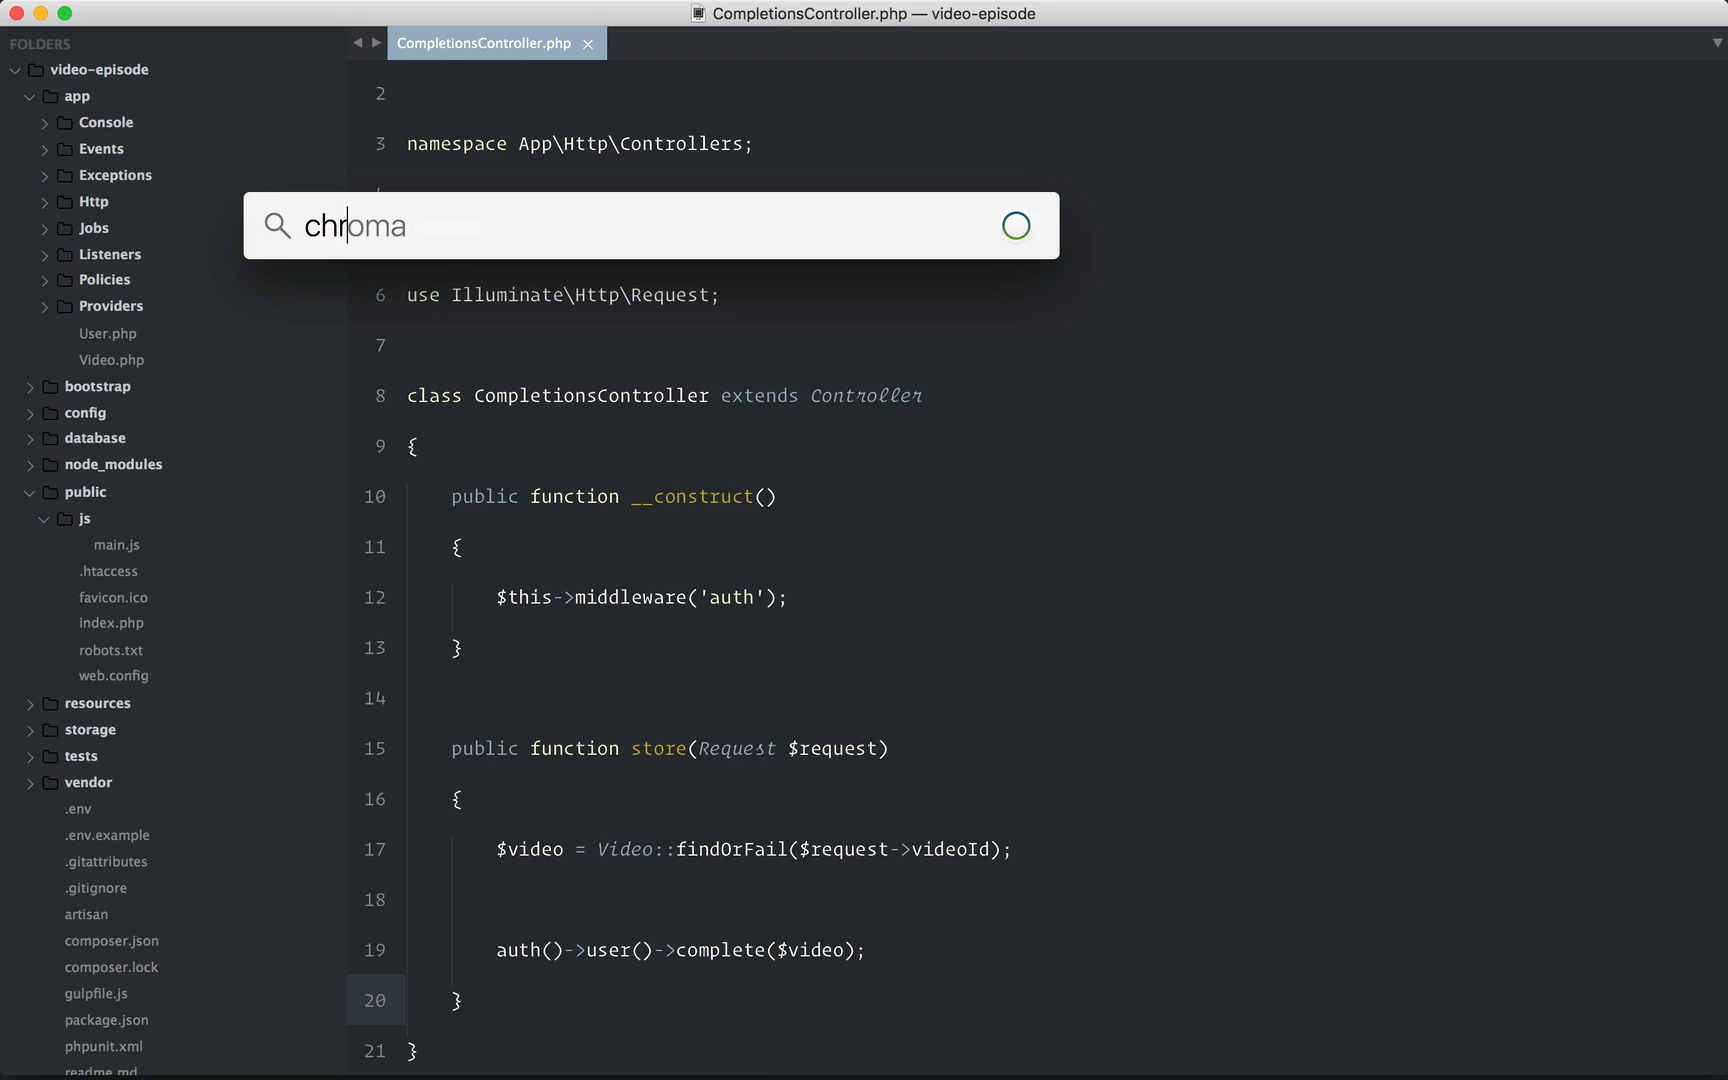 CompletionsController.php — video-episode
FOLDERS
video-episode
app
Console
Events
Exceptions
Http
Jobs
Listeners
Policies
Providers
User.php
Video.php
bootstrap
config
database
node_modules
public
js
main.js
.htaccess
favicon.ico
index.php
robots.txt
web.config
resources
storage
tests
vendor
.env
.env.example
.gitattributes
.gitignore
artisan
composer.json
composer.lock
gulpfile.js
package.json
phpunit.xml
readme.md
CompletionsController.php
2
3 namespace App\Http\Controllers;
chroma
6 use Illuminate\Http\Request;
7
8 class CompletionsController extends Controller
9 {
10 public function __construct()
11 {
12 $this->middleware('auth');
13 }
14
15 public function store(Request $request)
16 {
17 $video = Video::findOrFail($request->videoId);
18
19 auth()->user()->complete($video);
20 }
21 }